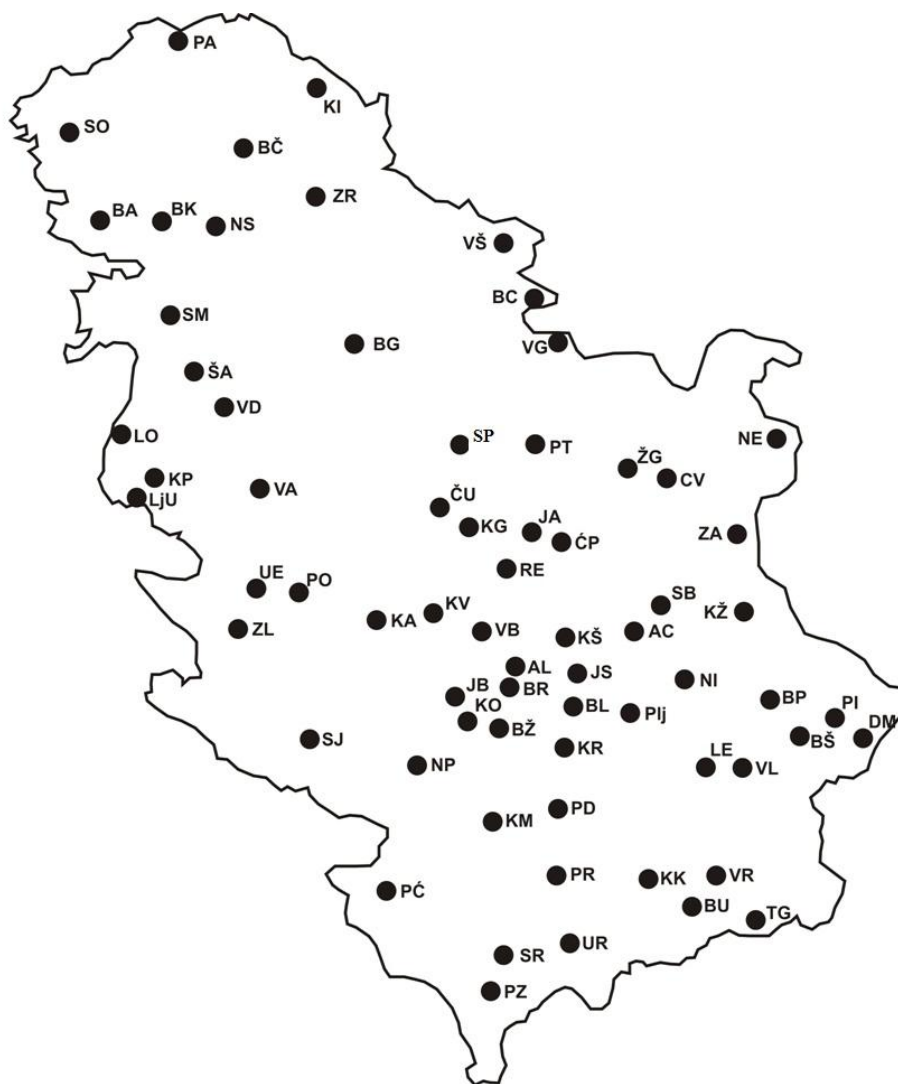 PA
KI
SO
BČ
ZR
BA
BK
NS
VŠ
BC
SM
BG
VG
ŠA
VD
LO
SP
PT
NE
ŽG
KP
CV
LjU
VA
ČU
KG
JA
ĆP
ZA
RE
UE
PO
SB
KŽ
KA
KV
ZL
VB
KŠ
AC
AL
JS
NI
JB
BR
BL
Plj
BP
PI
KO
BŽ
BŠ
DM
SJ
KR
NP
LE
VL
KM
PD
PĆ
PR
KK
VR
BU
TG
SR
UR
PZ